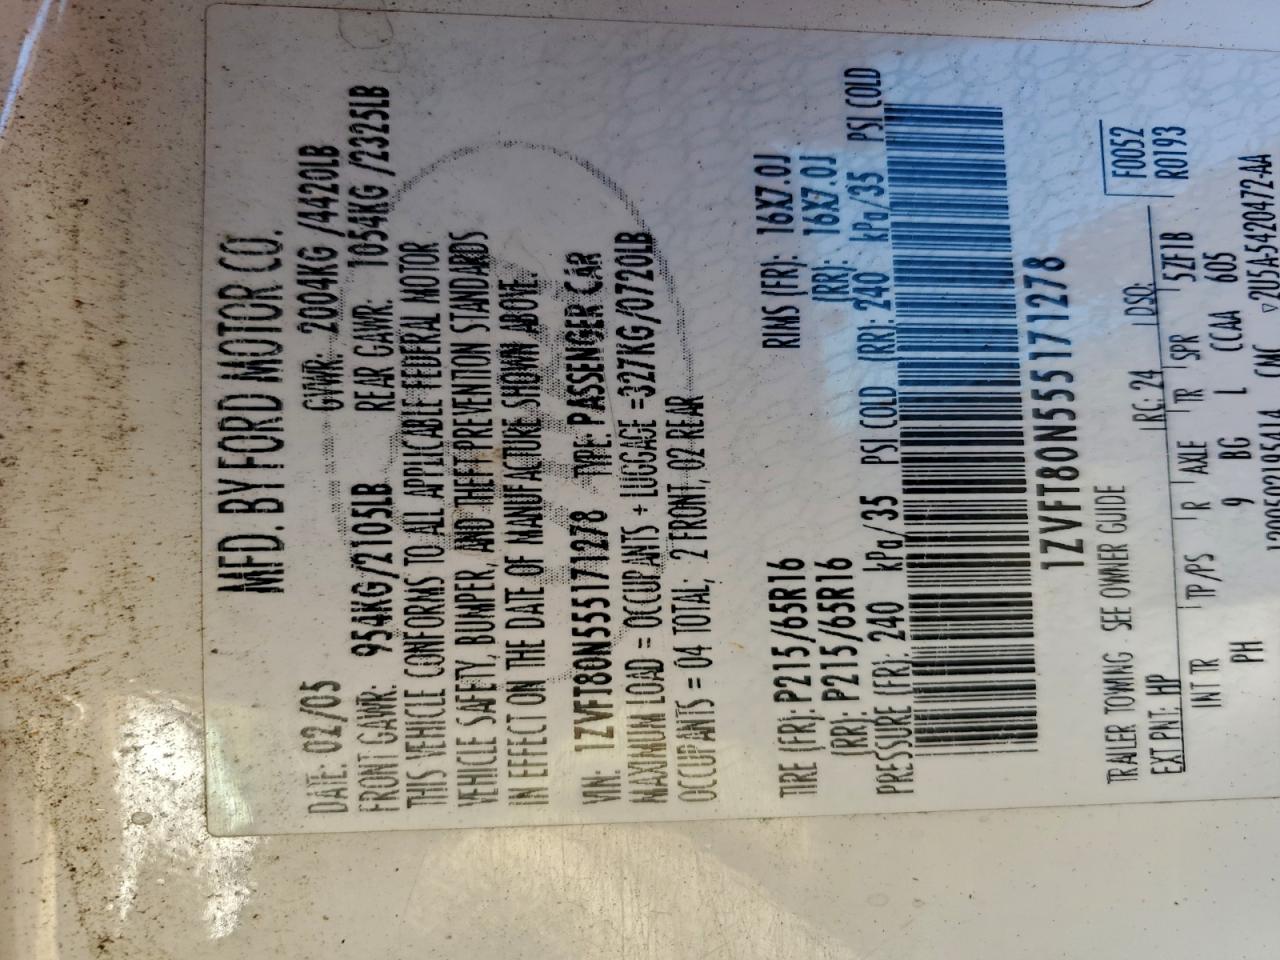 MFD. BY FORD MOTOR CO.
DATE: 02/05 GVWR: 2004KG /4420LB
FRONT GAWR: 954KG/2105LB REAR GAWR: 1054KG /2325LB
THIS VEHICLE CONFORMS TO ALL APPLICABLE FEDERAL MOTOR
VEHICLE SAFETY, BUMPER, AND THEFT PREVENTION STANDARDS
IN EFFECT ON THE DATE OF MANUFACTURE SHOWN ABOVE.
VIN: 1ZVFT80N555171278 TYPE: PASSENGER CAR
MAXIMUM LOAD = OCCUPANTS + LUGGAGE =327KG/0720LB
OCCUPANTS = 04 TOTAL, 2 FRONT, 02 REAR
TIRE (FR): P215/65R16 RIMS (FR): 16X7.0J
(RR): P215/65R16 (RR): 16X7.0J
PRESSURE (FR): 240 kPa/35 PSI COLD (RR): 240 kPa/35 PSI COLD
1ZVFT80N555171278
TRAILER TOWING SEE OWNER GUIDE F0052
EXT PNT: HP RC: 24 DSO: R0193
INT TR TP/PS R AXLE TR SPR 5ZF1B
PH 9 BG L CCAA 605
CMC ▽2U5A-5420472-AA